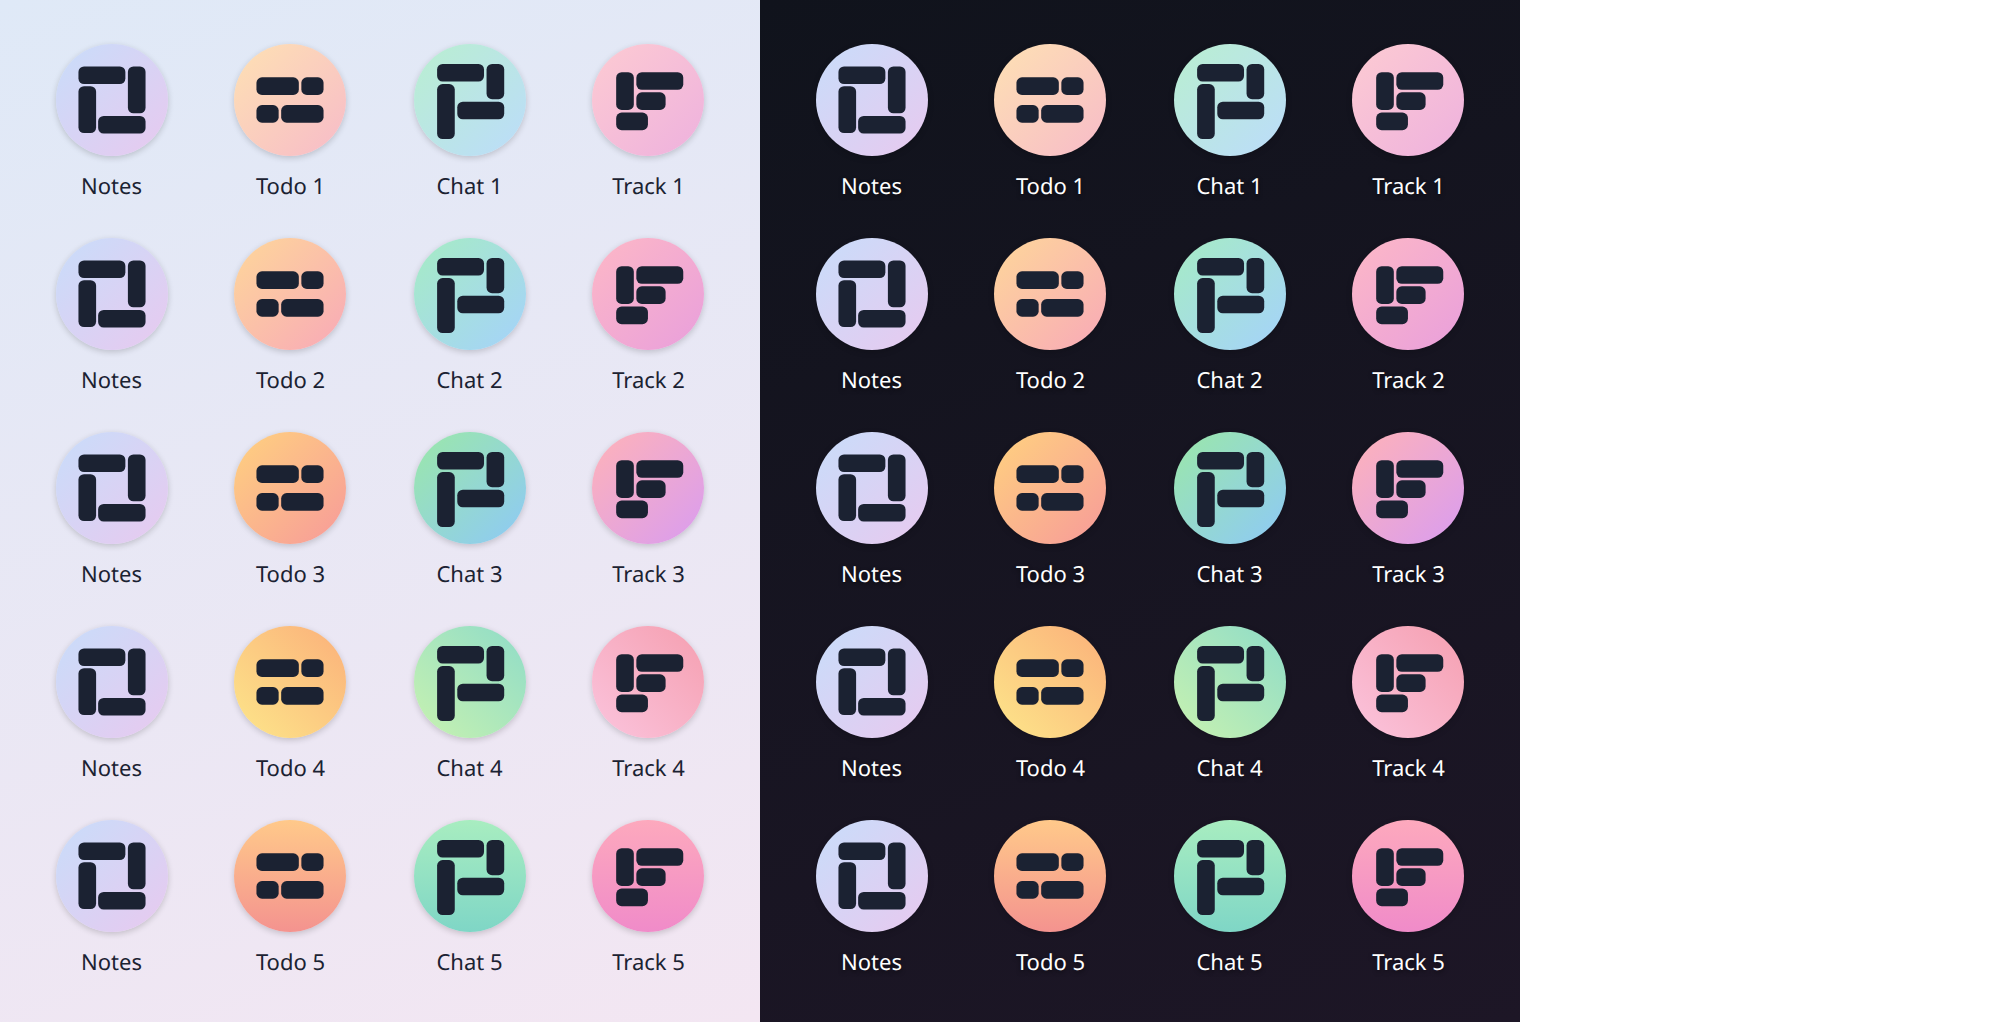 Notes Todo 1 Chat 1 Track 1 Notes Todo 1 Chat 1 Track 1
Notes Todo 2 Chat 2 Track 2 Notes Todo 2 Chat 2 Track 2
Notes Todo 3 Chat 3 Track 3 Notes Todo 3 Chat 3 Track 3
Notes Todo 4 Chat 4 Track 4 Notes Todo 4 Chat 4 Track 4
Notes Todo 5 Chat 5 Track 5 Notes Todo 5 Chat 5 Track 5